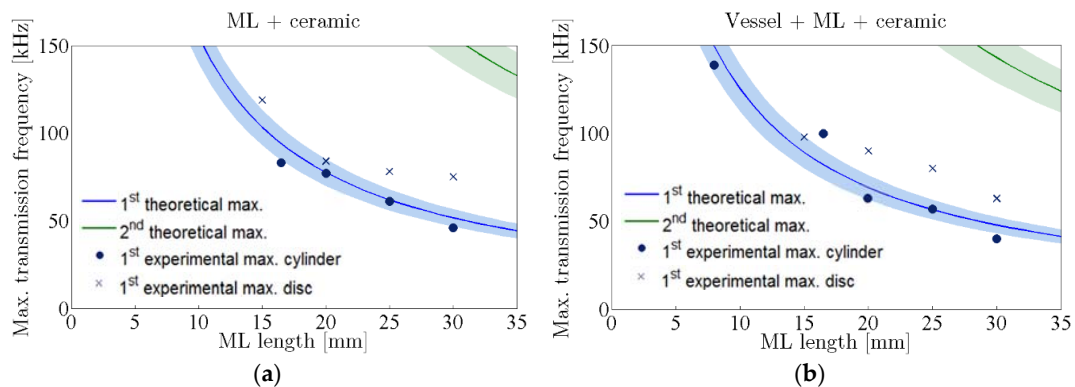 ML + ceramic
Max. transmission frequency [kHz]
150
100
50
0
1st theoretical max.
2nd theoretical max.
1st experimental max. cylinder
1st experimental max. disc
0 5 10 15 20 25 30 35
ML length [mm]
(a)
Vessel + ML + ceramic
Max. transmission frequency [kHz]
150
100
50
0
1st theoretical max.
2nd theoretical max.
1st experimental max. cylinder
1st experimental max. disc
0 5 10 15 20 25 30 35
ML length [mm]
(b)